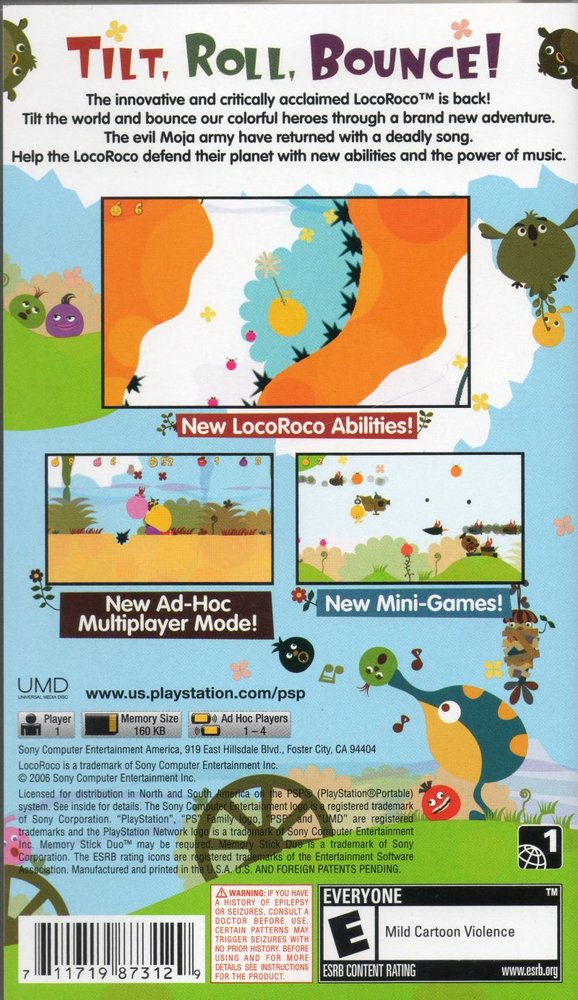 TILT, ROLL, BOUNCE!
The innovative and critically acclaimed LocoRoco™ is back!
Tilt the world and bounce our colorful heroes through a brand new adventure.
The evil Moja army have returned with a deadly song.
Help the LocoRoco defend their planet with new abilities and the power of music.
6
New LocoRoco Abilities!
New Ad-Hoc
Multiplayer Mode!
New Mini-Games!
UMD
UNIVERSAL MEDIA DISC
www.us.playstation.com/psp
Player
1
Memory Size
160 KB
Ad Hoc Players
1 – 4
Sony Computer Entertainment America, 919 East Hillsdale Blvd., Foster City, CA 94404
LocoRoco is a trademark of Sony Computer Entertainment Inc.
© 2006 Sony Computer Entertainment Inc.
Licensed for distribution in North and South America on the PSP® (PlayStation®Portable)
system. See inside for details. The Sony Computer Entertainment logo is a registered trademark
of Sony Corporation. "PlayStation", "PS" Family logo, "PSP" and "UMD" are registered
trademarks and the PlayStation Network logo is a trademark of Sony Computer Entertainment
Inc. Memory Stick Duo™ may be required. Memory Stick Duo is a trademark of Sony
Corporation. The ESRB rating icons are registered trademarks of the Entertainment Software
Association. Manufactured and printed in the U.S.A. U.S. AND FOREIGN PATENTS PENDING.
1
WARNING: IF YOU HAVE
A HISTORY OF EPILEPSY
OR SEIZURES, CONSULT A
DOCTOR BEFORE USE.
CERTAIN PATTERNS MAY
TRIGGER SEIZURES WITH
NO PRIOR HISTORY. BEFORE
USING AND FOR MORE
DETAILS SEE INSTRUCTIONS
FOR THE PRODUCT.
EVERYONE ™
E
Mild Cartoon Violence
ESRB CONTENT RATING www.esrb.org
7 11719 87312 9